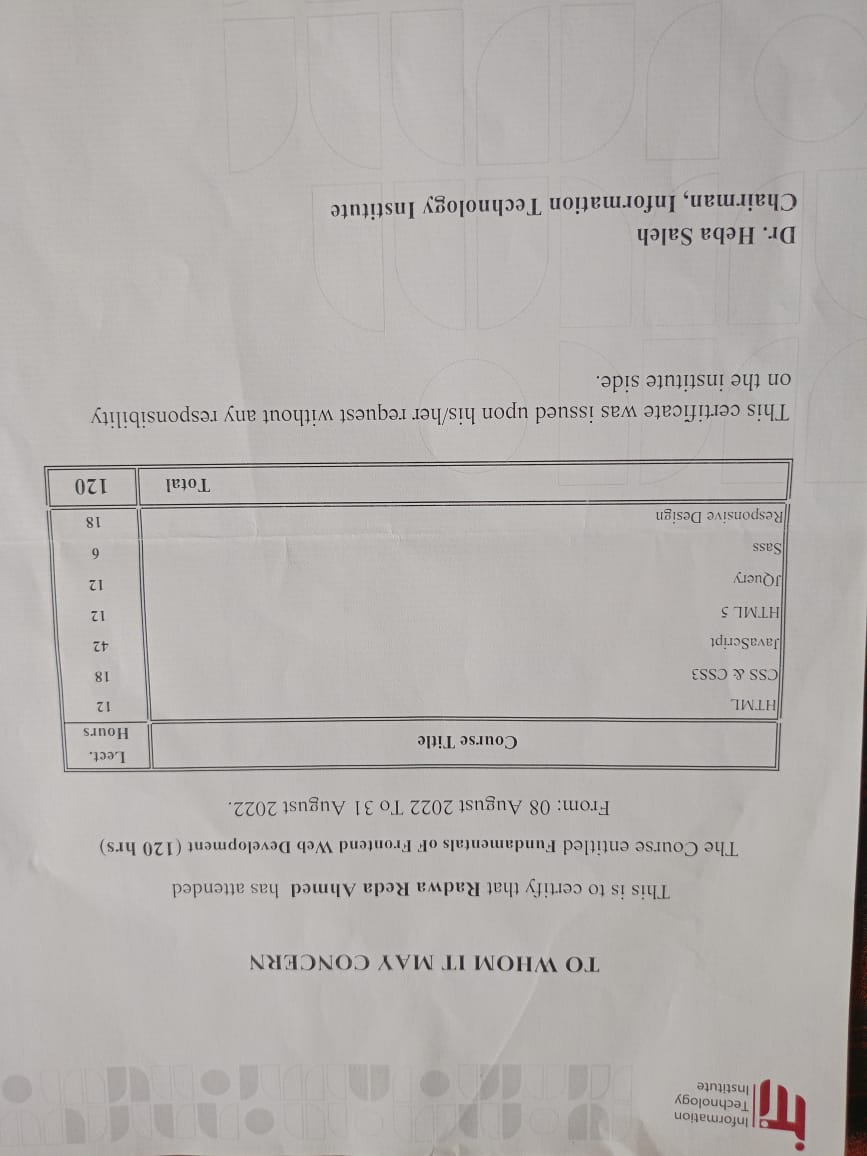 iTi
Information
Technology
Institute
TO WHOM IT MAY CONCERN
This is to certify that Radwa Reda Ahmed has attended
The Course entitled Fundamentals oF Frontend Web Development (120 hrs)
From: 08 August 2022 To 31 August 2022.
Course Title Lect. Hours
HTML 12
CSS & CSS3 18
JavaScript 42
HTML 5 12
JQuery 12
Sass 6
Responsive Design 18
Total 120
This certificate was issued upon his/her request without any responsibility
on the institute side.
Dr. Heba Saleh
Chairman, Information Technology Institute